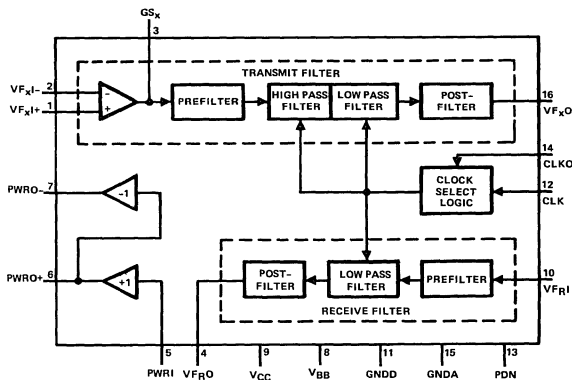 GSX
3
TRANSMIT FILTER
VFXI- 2
VFXI+ 1
-
+
PREFILTER
HIGH PASS FILTER
LOW PASS FILTER
POST-FILTER
16
VFXO
14
CLKO
PWRO- 7
-1
CLOCK SELECT LOGIC
12
CLK
PWRO+ 6
+1
POST-FILTER
LOW PASS FILTER
PREFILTER
10
VFRI
RECEIVE FILTER
5 4 9 8 11 15 13
PWRI VFRO VCC VBB GNDD GNDA PDN